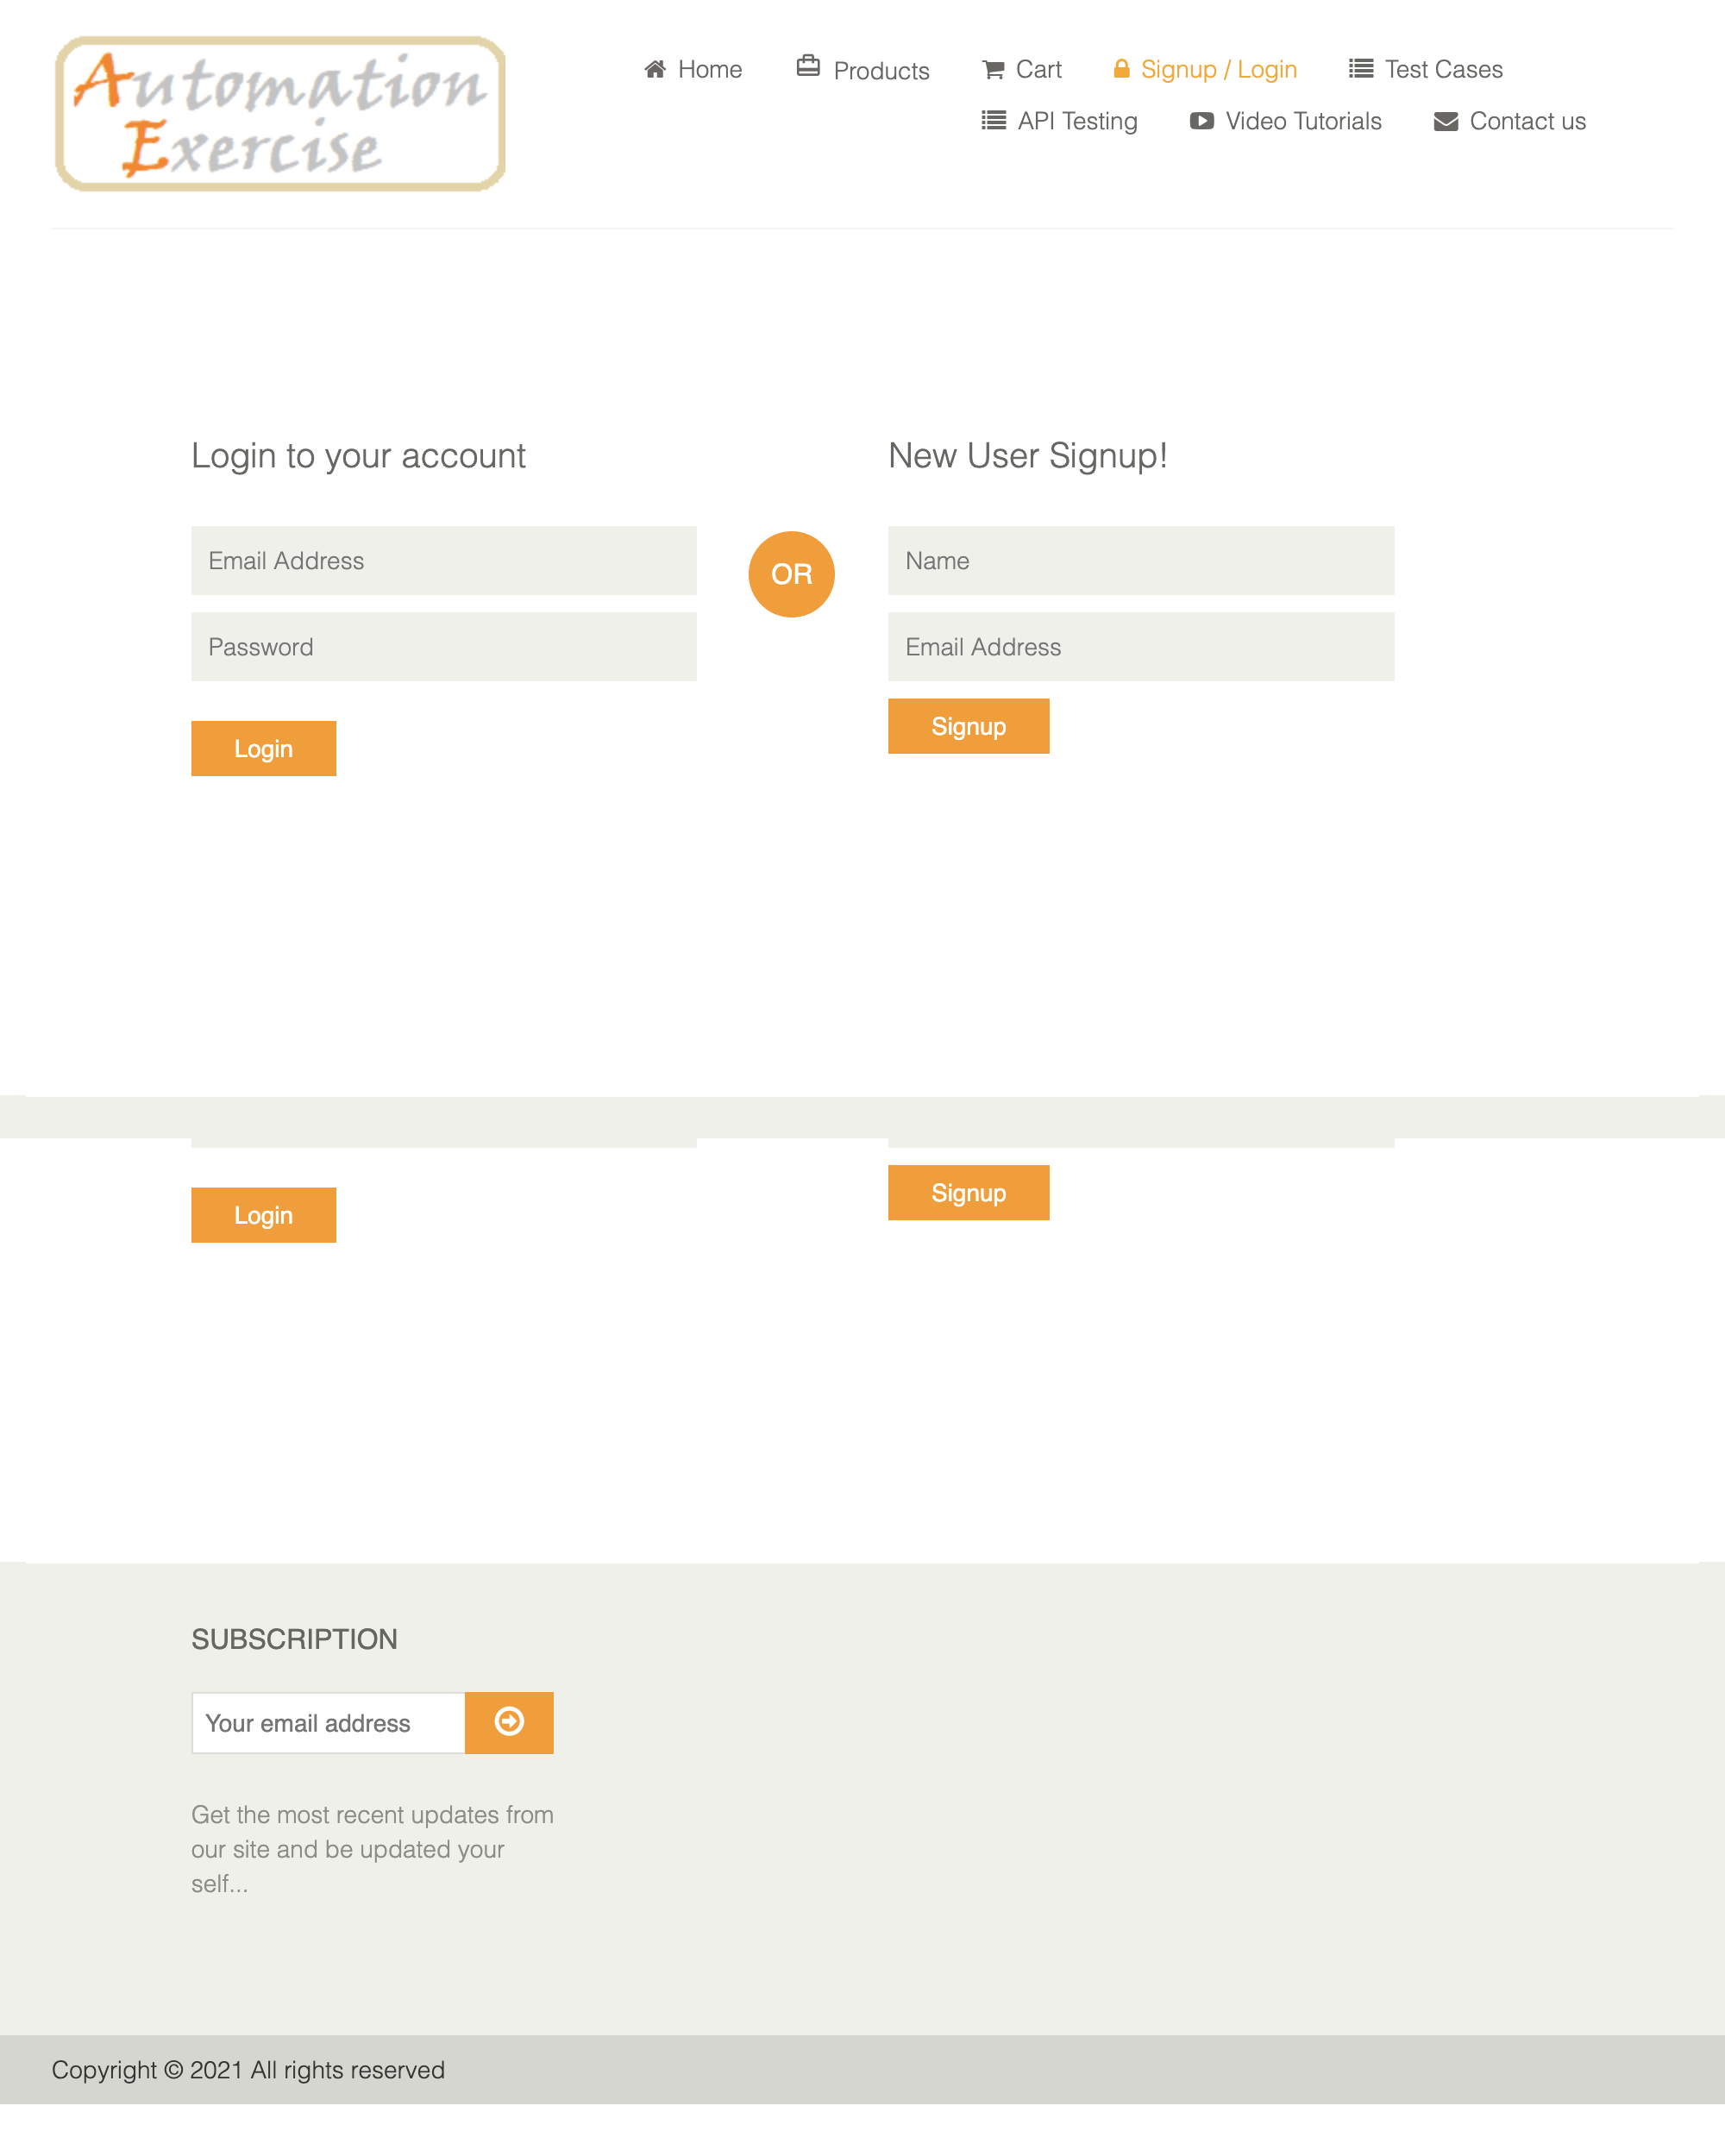 Automation
Exercise
Home Products Cart Signup / Login Test Cases
API Testing Video Tutorials Contact us
Login to your account
Email Address
Password
Login
OR
New User Signup!
Name
Email Address
Signup
Login
Signup
SUBSCRIPTION
Your email address
Get the most recent updates from
our site and be updated your
self...
Copyright © 2021 All rights reserved